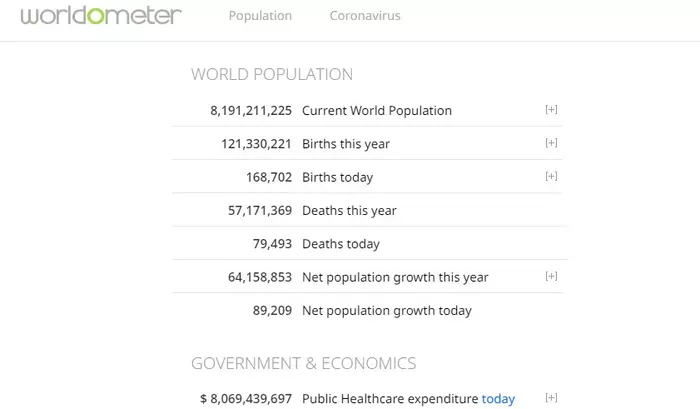 worldometer Population Coronavirus
WORLD POPULATION
8,191,211,225 Current World Population [+]
121,330,221 Births this year [+]
168,702 Births today [+]
57,171,369 Deaths this year
79,493 Deaths today
64,158,853 Net population growth this year [+]
89,209 Net population growth today
GOVERNMENT & ECONOMICS
$ 8,069,439,697 Public Healthcare expenditure today [+]